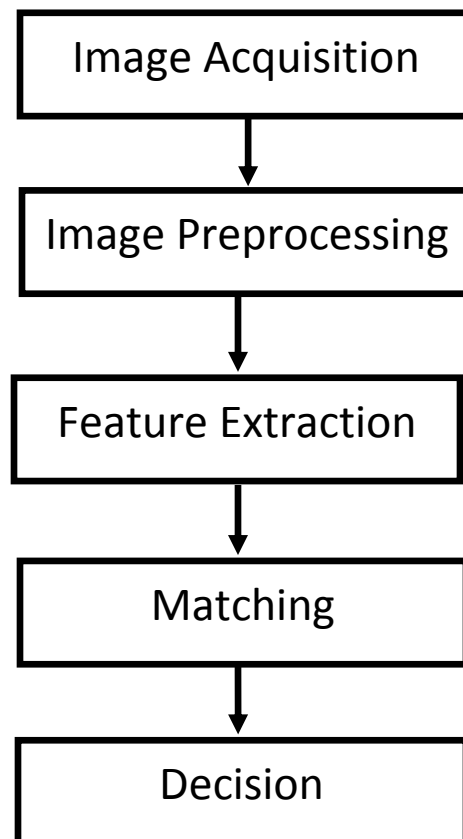 Image Acquisition
Image Preprocessing
Feature Extraction
Matching
Decision